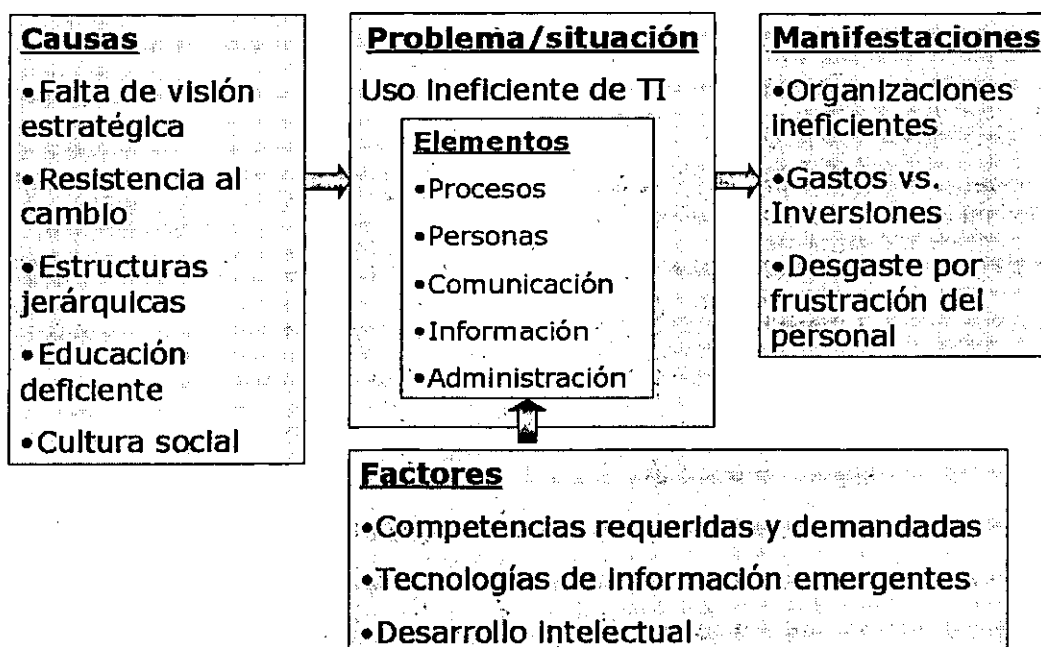 Causas
•Falta de visión
estratégica
•Resistencia al
cambio
•Estructuras
jerárquicas
•Educación
deficiente
•Cultura social
Problema/situación
Uso ineficiente de TI
Elementos
•Procesos
•Personas
•Comunicación
•Información
•Administración
Manifestaciones
•Organizaciones
ineficientes
•Gastos vs.
Inversiones
•Desgaste por
frustración del
personal
Factores
•Competencias requeridas y demandadas
•Tecnologías de información emergentes
•Desarrollo intelectual